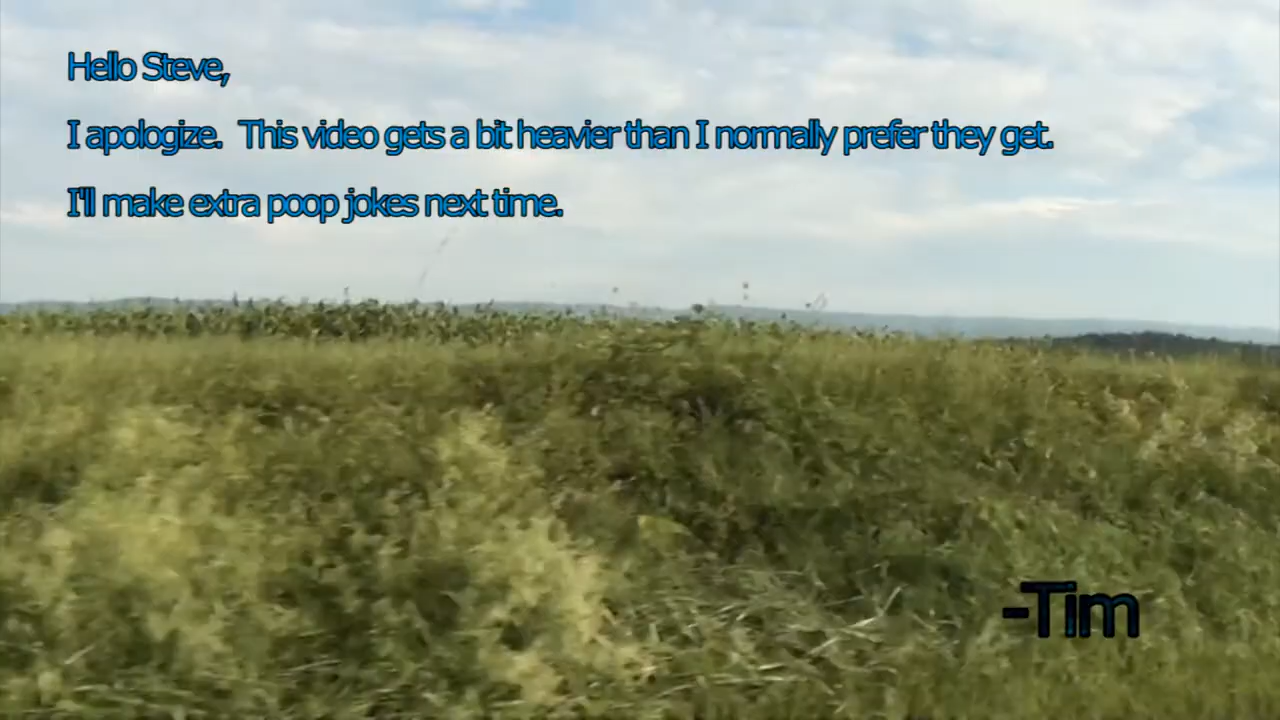 Hello Steve,
I apologize.  This video gets a bit heavier than I normally prefer they get.
I'll make extra poop jokes next time.
-Tim